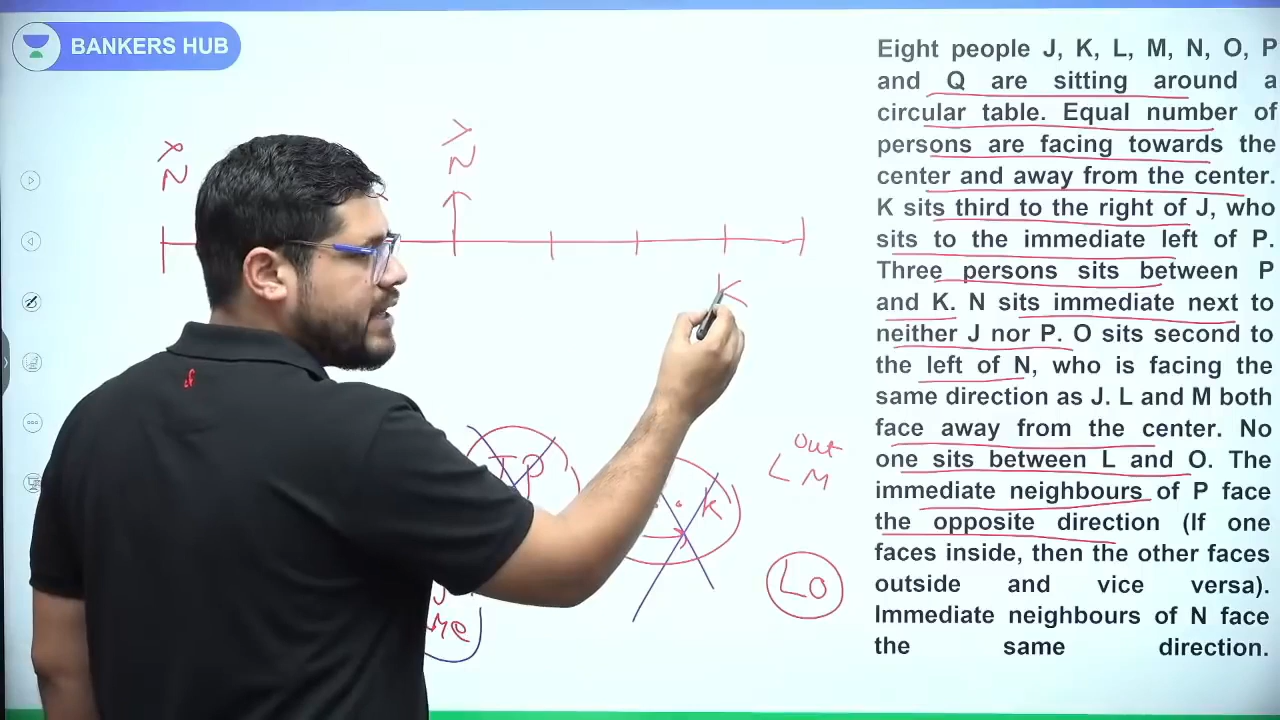 BANKERS HUB
Eight people J, K, L, M, N, O, P
and Q are sitting around a
circular table. Equal number of
persons are facing towards the
center and away from the center.
K sits third to the right of J, who
sits to the immediate left of P.
Three persons sits between P
and K. N sits immediate next to
neither J nor P. O sits second to
the left of N, who is facing the
same direction as J. L and M both
face away from the center. No
one sits between L and O. The
immediate neighbours of P face
the opposite direction (If one
faces inside, then the other faces
outside and vice versa).
Immediate neighbours of N face
the same direction.
N
N
K
J P
K
out
L M
LO